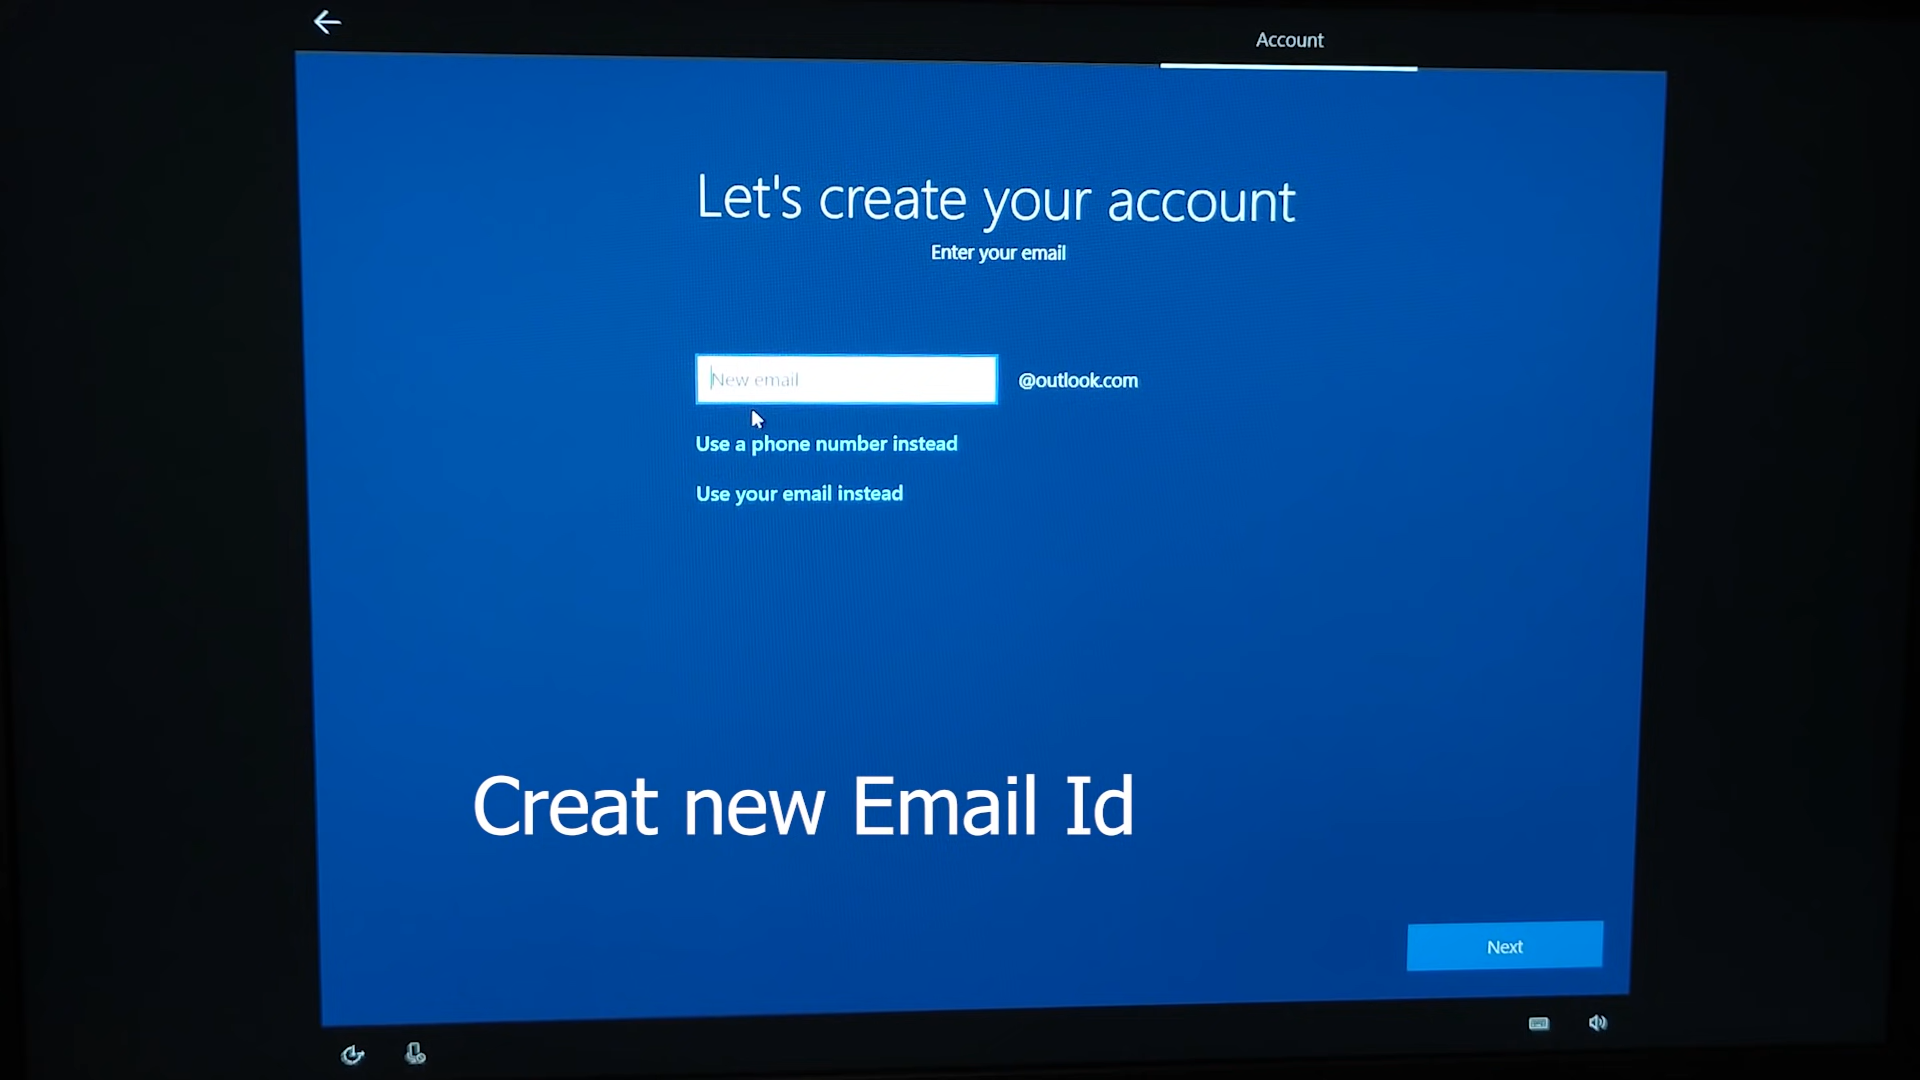 Account
Let's create your account
Enter your email
New email
@outlook.com
Use a phone number instead
Use your email instead
Creat new Email Id
Next